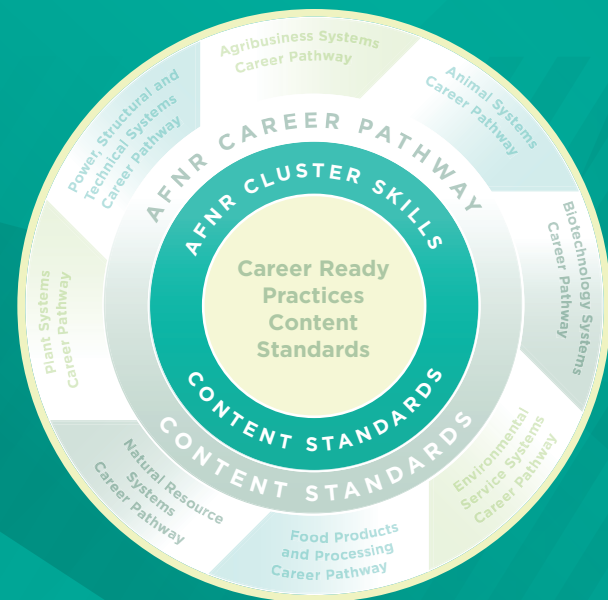 Agribusiness Systems
Career Pathway
Animal Systems
Career Pathway
Biotechnology Systems
Career Pathway
Environmental
Service Systems
Career Pathway
Food Products
and Processing
Career Pathway
Natural Resource
Systems
Career Pathway
Plant Systems
Career Pathway
Power, Structural and
Technical Systems
Career Pathway
AFNR CAREER PATHWAY
CONTENT STANDARDS
AFNR CLUSTER SKILLS
CONTENT STANDARDS
Career Ready
Practices
Content
Standards